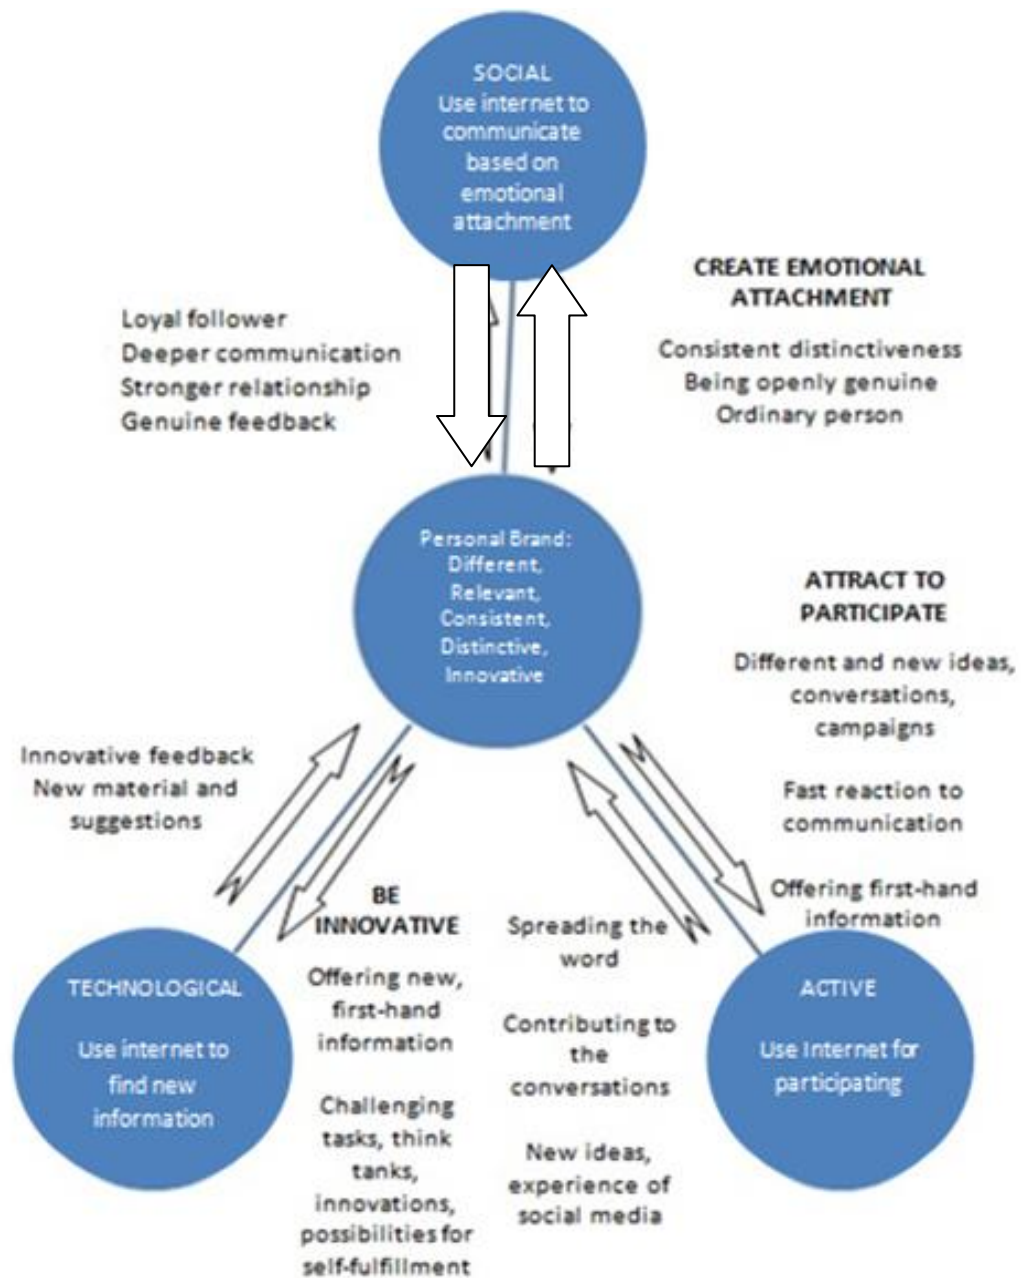 SOCIAL
Use internet to
communicate
based on
emotional
attachment
Loyal follower
Deeper communication
Stronger relationship
Genuine feedback
CREATE EMOTIONAL
ATTACHMENT
Consistent distinctiveness
Being openly genuine
Ordinary person
Personal Brand:
Different,
Relevant,
Consistent,
Distinctive,
Innovative
ATTRACT TO
PARTICIPATE
Different and new ideas,
conversations,
campaigns
Fast reaction to
communication
Offering first-hand
information
Innovative feedback
New material and
suggestions
BE
INNOVATIVE
Offering new,
first-hand
information
Challenging
tasks, think
tanks,
innovations,
possibilities for
self-fulfillment
Spreading the
word
Contributing to
the
conversations
New ideas,
experience of
social media
TECHNOLOGICAL
Use internet to
find new
information
ACTIVE
Use Internet for
participating